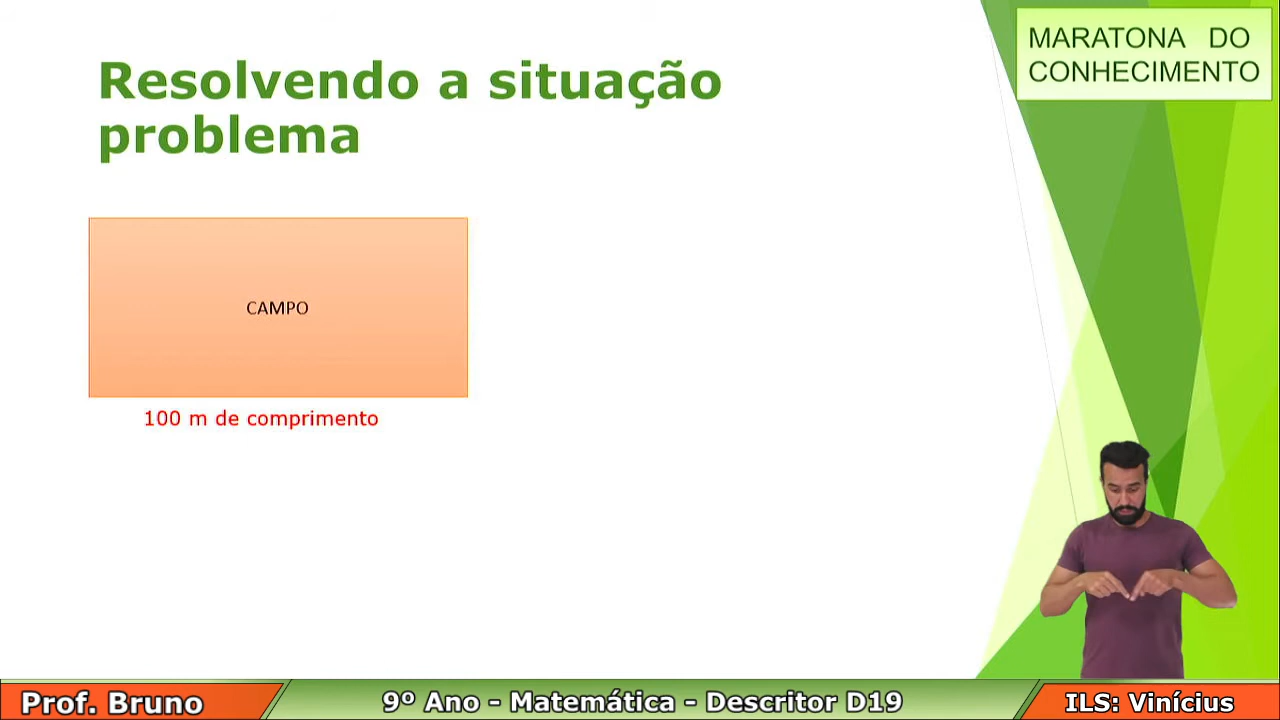 MARATONA DO
CONHECIMENTO
Resolvendo a situação
problema
CAMPO
100 m de comprimento
Prof. Bruno
9º Ano - Matemática - Descritor D19
ILS: Vinícius